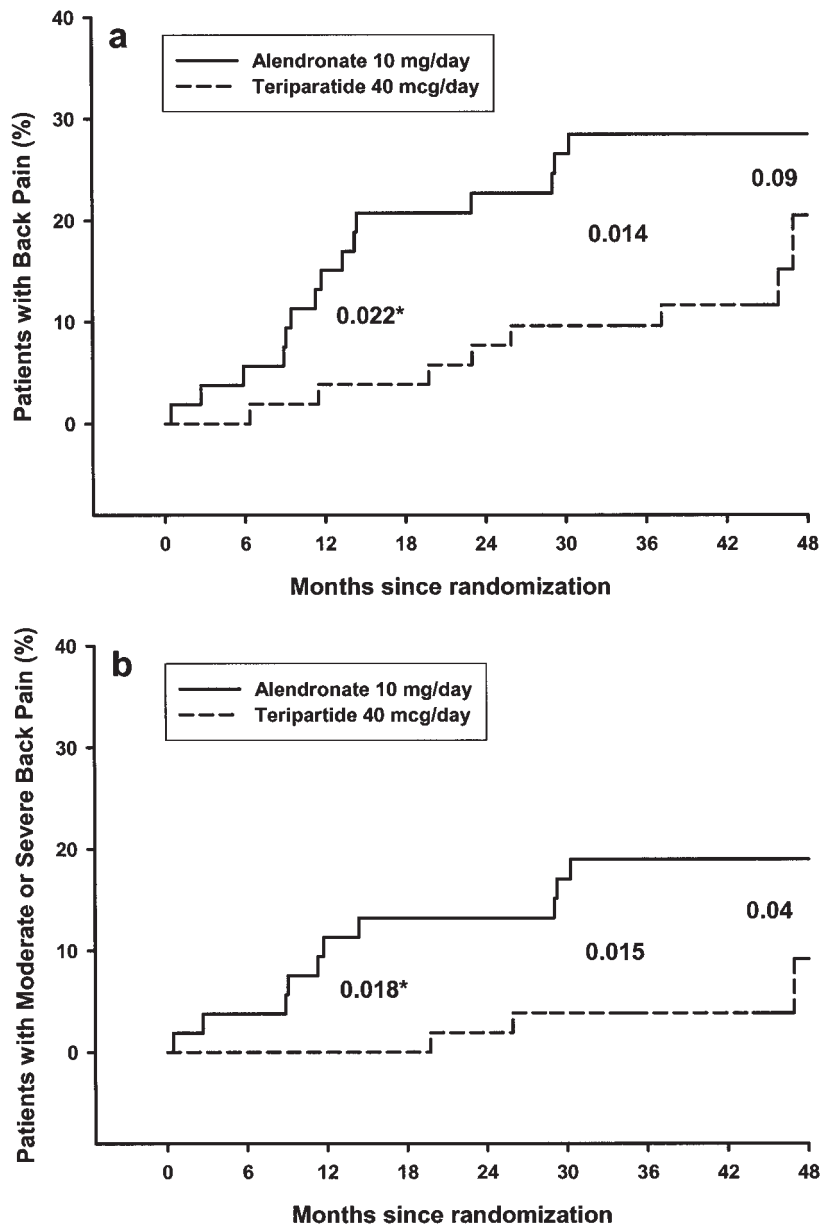 a
Alendronate 10 mg/day
Teriparatide 40 mcg/day
Patients with Back Pain (%)
40
30
20
10
0
0.022*
0.014
0.09
0 6 12 18 24 30 36 42 48
Months since randomization
b
Alendronate 10 mg/day
Teripartide 40 mcg/day
Patients with Moderate or Severe Back Pain (%)
40
30
20
10
0
0.018*
0.015
0.04
0 6 12 18 24 30 36 42 48
Months since randomization